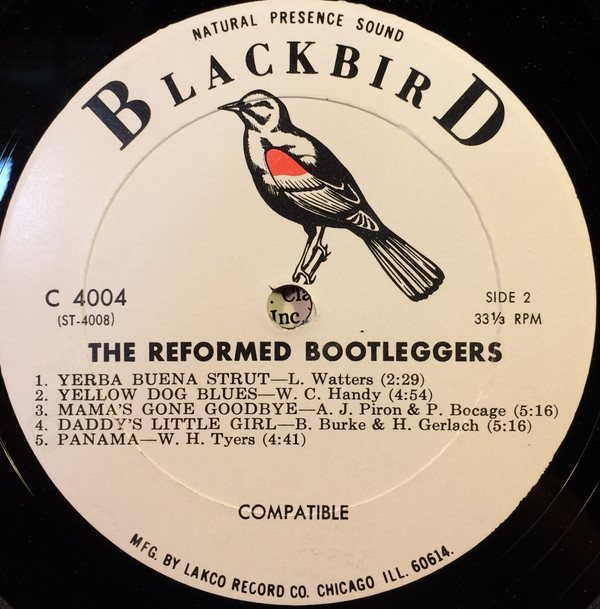 NATURAL PRESENCE SOUND
BLACKBIRD
C 4004
(ST-4008)
SIDE 2
33⅓ RPM
Inc.
THE REFORMED BOOTLEGGERS
1. YERBA BUENA STRUT—L. Watters (2:29)
2. YELLOW DOG BLUES—W. C. Handy (4:54)
3. MAMA'S GONE GOODBYE—A. J. Piron & P. Bocage (5:16)
4. DADDY'S LITTLE GIRL—B. Burke & H. Gerlach (5:16)
5. PANAMA—W. H. Tyers (4:41)
COMPATIBLE
MFG. BY LAKCO RECORD CO. CHICAGO ILL. 60614.